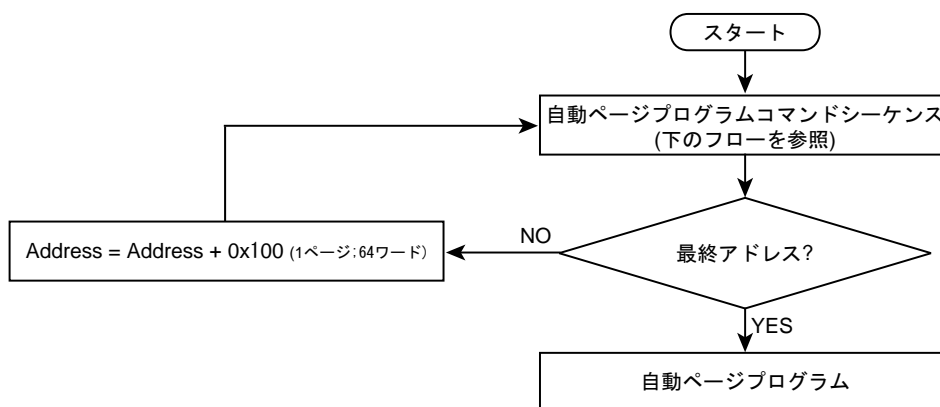 スタート
自動ページプログラムコマンドシーケンス
(下のフローを参照)
Address = Address + 0x100 (1ページ;64ワード)
NO
最終アドレス?
YES
自動ページプログラム